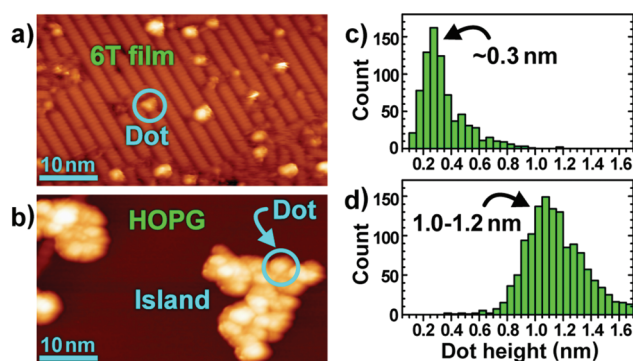 a)
6T film
Dot
10 nm
b)
HOPG
Dot
Island
10 nm
c)
Count
150
100
50
0
~0.3 nm
0.2 0.4 0.6 0.8 1.0 1.2 1.4 1.6
d)
Count
150
100
50
0
1.0-1.2 nm
0.2 0.4 0.6 0.8 1.0 1.2 1.4 1.6
Dot height (nm)